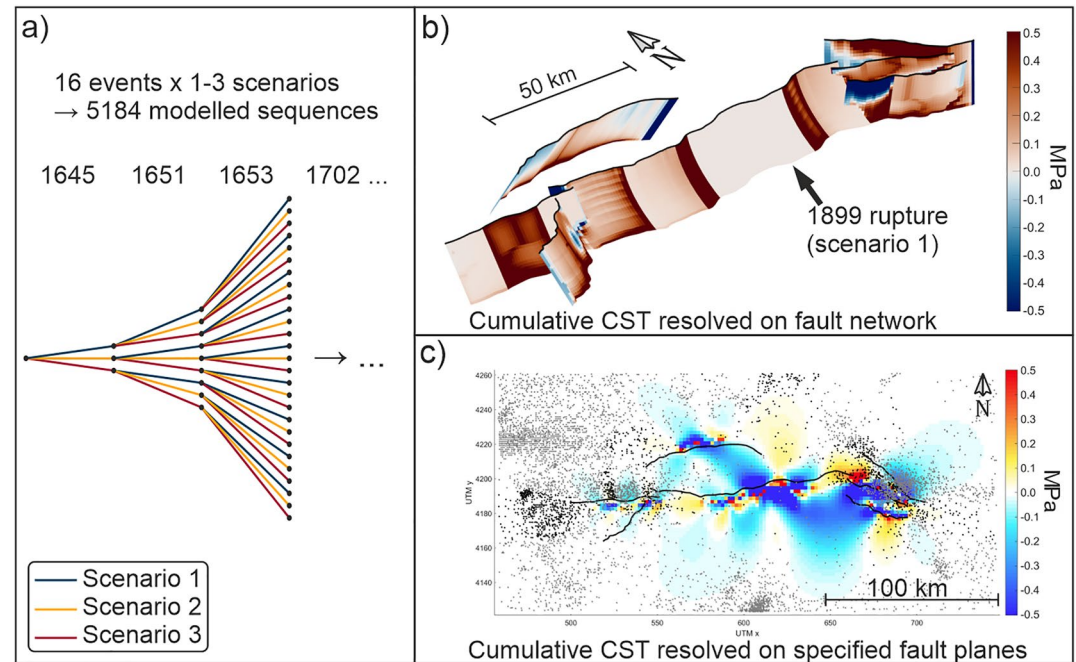 a)
16 events x 1-3 scenarios
→ 5184 modelled sequences
1645 1651 1653 1702 ...
→ ...
Scenario 1
Scenario 2
Scenario 3
b)
50 km
N
1899 rupture
(scenario 1)
Cumulative CST resolved on fault network
0.5
0.4
0.3
0.2
0.1
0.0
-0.1
-0.2
-0.3
-0.4
-0.5
MPa
c)
4260
4240
4220
4200
4180
4160
4140
UTM y
500 550 600 650 700
UTM x
N
100 km
0.5
0.4
0.3
0.2
0.1
0.0
-0.1
-0.2
-0.3
-0.4
-0.5
MPa
Cumulative CST resolved on specified fault planes